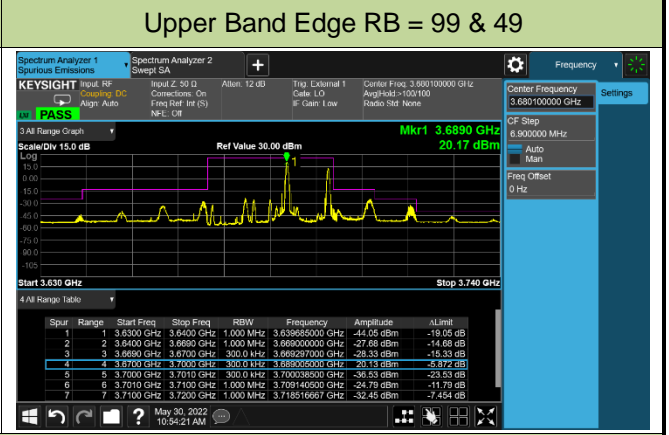 Upper Band Edge RB = 99 & 49
Spectrum Analyzer 1
Spurious Emissions
Spectrum Analyzer 2
Swept SA
Frequency
KEYSIGHT Input: RF
Coupling: DC
Align: Auto
Input Z: 50 Ω
Corrections: On
Freq Ref: Int (S)
NFE: Off
Atten: 12 dB
Trig: External 1
Gate: LO
IF Gain: Low
Center Freq: 3.680100000 GHz
Avg|Hold:>100/100
Radio Std: None
PASS
Center Frequency
3.680100000 GHz
Settings
CF Step
6.900000 MHz
Auto
Man
Freq Offset
0 Hz
3 All Range Graph
Mkr1 3.6890 GHz
Scale/Div 15.0 dB
Ref Value 30.00 dBm
20.17 dBm
Log
15.0
0.00
-15.0
-30.0
-45.0
-60.0
-75.0
-90.0
-105
1
Start 3.630 GHz
Stop 3.740 GHz
4 All Range Table
Spur Range Start Freq Stop Freq RBW Frequency Amplitude ΔLimit
1 1 3.6300 GHz 3.6400 GHz 1.000 MHz 3.639685000 GHz -44.05 dBm -19.05 dB
2 2 3.6400 GHz 3.6690 GHz 1.000 MHz 3.669000000 GHz -27.68 dBm -14.68 dB
3 3 3.6690 GHz 3.6700 GHz 300.0 kHz 3.669297000 GHz -28.33 dBm -15.33 dB
4 4 3.6700 GHz 3.7000 GHz 300.0 kHz 3.689005000 GHz 20.13 dBm -5.872 dB
5 5 3.7000 GHz 3.7010 GHz 300.0 kHz 3.700038500 GHz -36.53 dBm -23.53 dB
6 6 3.7010 GHz 3.7100 GHz 1.000 MHz 3.709140500 GHz -24.79 dBm -11.79 dB
7 7 3.7100 GHz 3.7200 GHz 1.000 MHz 3.718516667 GHz -32.45 dBm -7.454 dB
May 30, 2022
10:54:21 AM